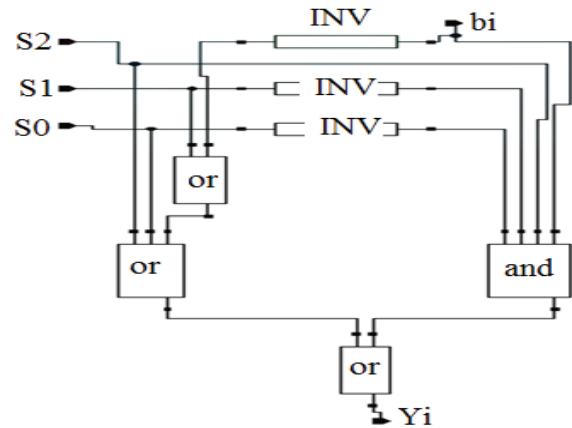 INV
bi
S2
S1
INV
S0
INV
or
or
and
or
Yi